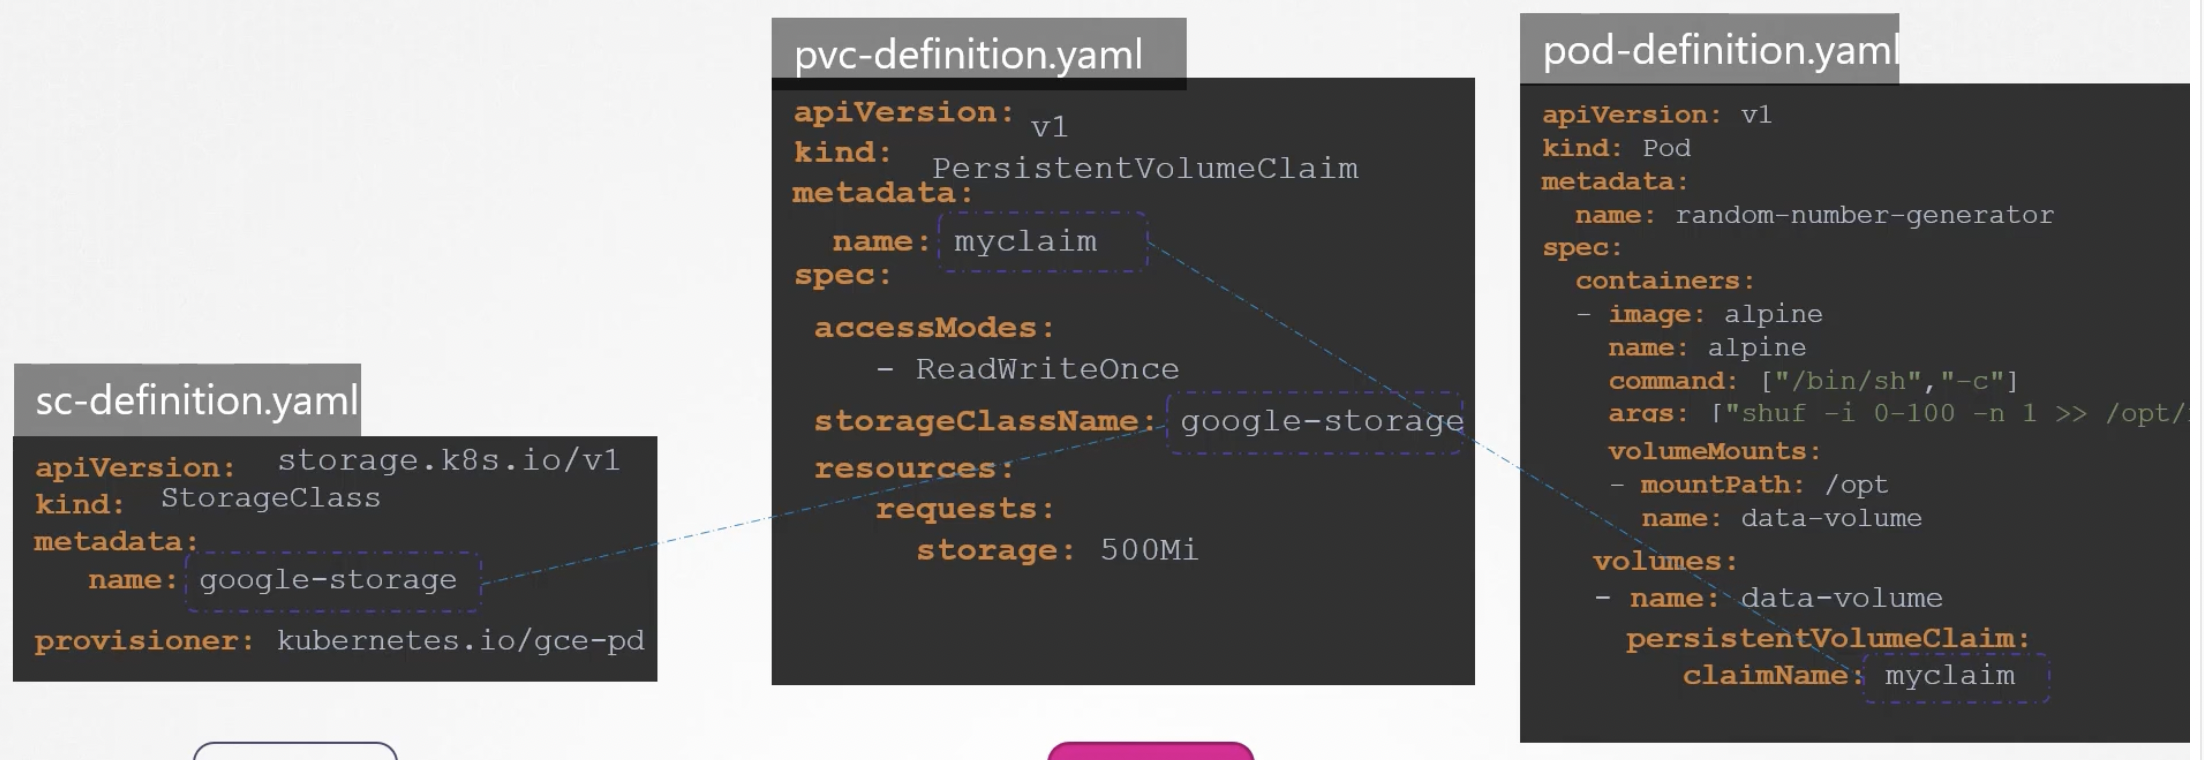 sc-definition.yaml
apiVersion: storage.k8s.io/v1
kind: StorageClass
metadata:
name: google-storage
provisioner: kubernetes.io/gce-pd
pvc-definition.yaml
apiVersion: v1
kind: PersistentVolumeClaim
metadata:
name: myclaim
spec:
accessModes:
- ReadWriteOnce
storageClassName: google-storage
resources:
requests:
storage: 500Mi
pod-definition.yaml
apiVersion: v1
kind: Pod
metadata:
name: random-number-generator
spec:
containers:
- image: alpine
name: alpine
command: ["/bin/sh","-c"]
args: ["shuf -i 0-100 -n 1 >> /opt/
volumeMounts:
- mountPath: /opt
name: data-volume
volumes:
- name: data-volume
persistentVolumeClaim:
claimName: myclaim